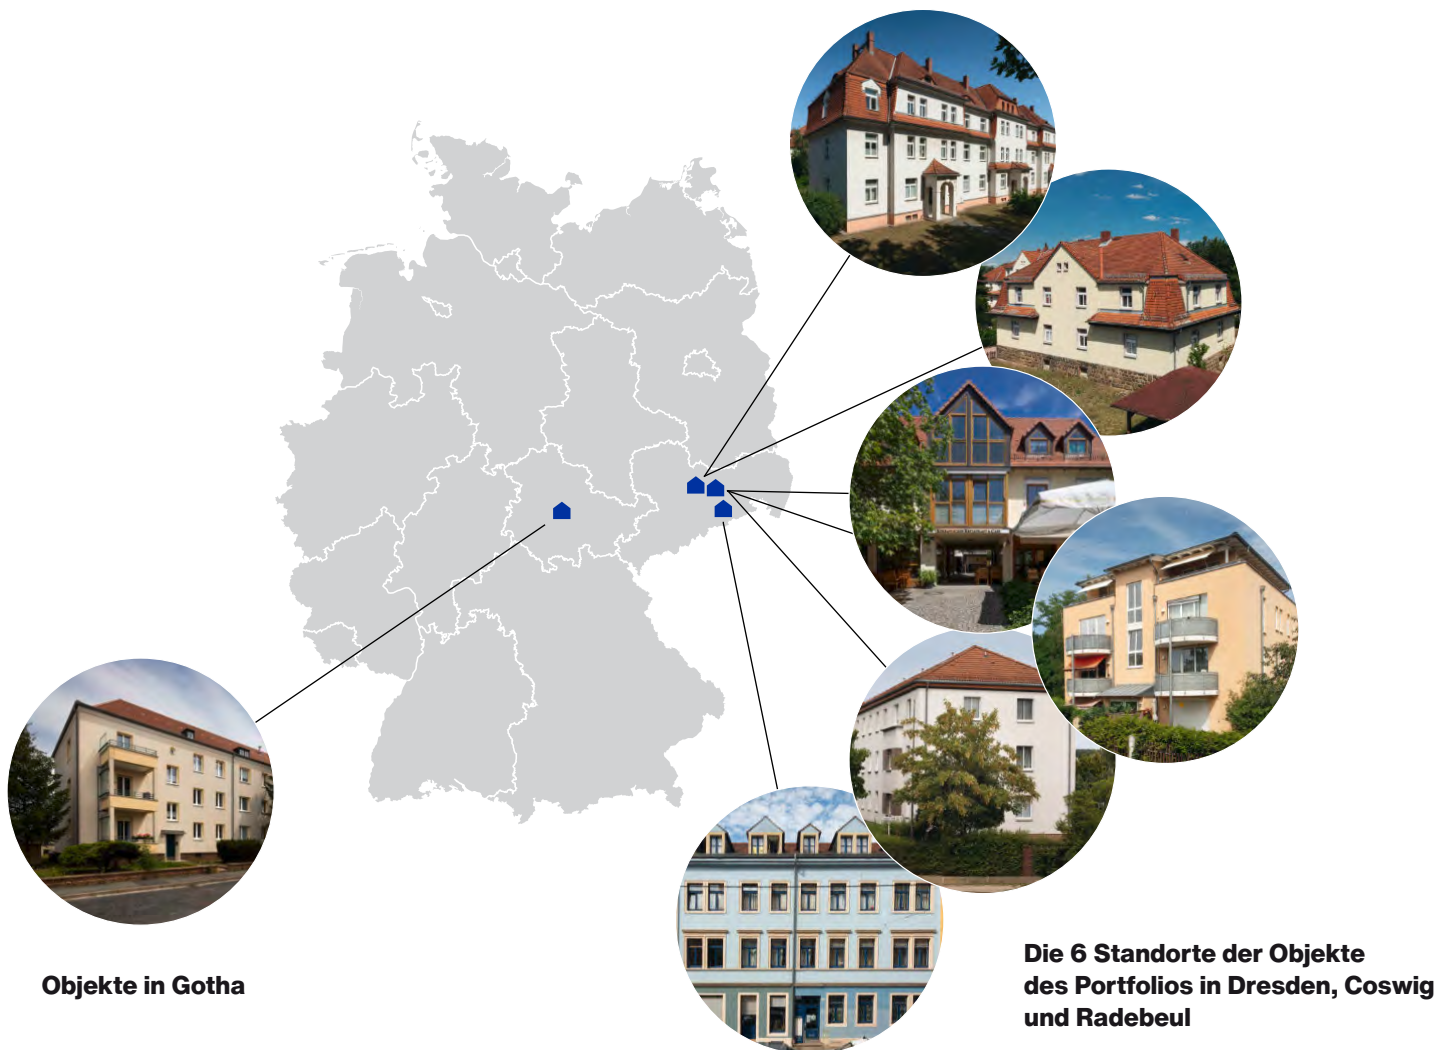 Objekte in Gotha
Die 6 Standorte der Objekte
des Portfolios in Dresden, Coswig
und Radebeul